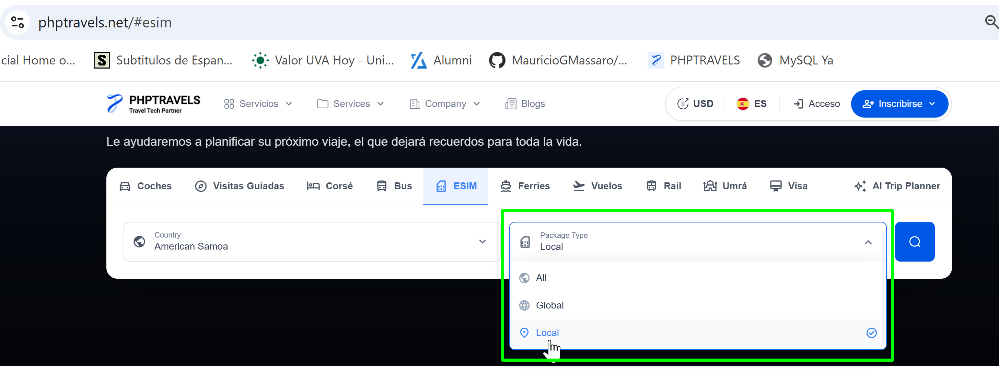 phptravels.net/#esim
icial Home o... Subtitulos de Espan... Valor UVA Hoy - Uni... Alumni MauricioGMassaro/... PHPTRAVELS MySQL Ya
PHPTRAVELS
Travel Tech Partner
Servicios Services Company Blogs USD ES Acceso Inscribirse
Le ayudaremos a planificar su próximo viaje, el que dejará recuerdos para toda la vida.
Coches Visitas Guiadas Corsé Bus ESIM Ferries Vuelos Rail Umrá Visa AI Trip Planner
Country
American Samoa
Package Type
Local
All
Global
Local